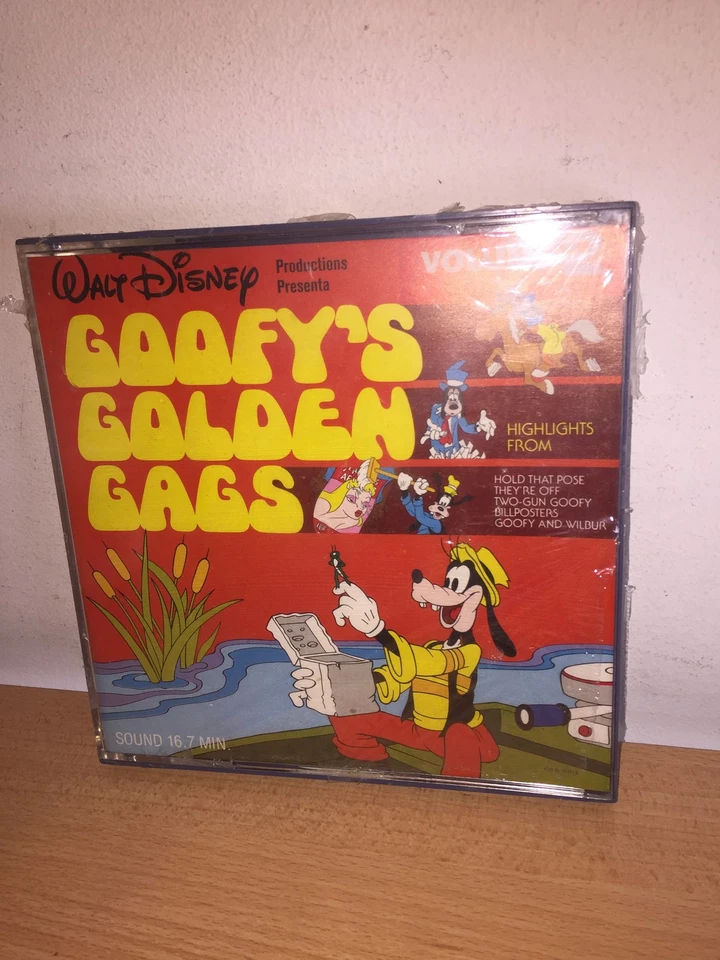 WALT DISNEY
Productions
Presenta
GOOFY'S
GOLDEN
GAGS
HIGHLIGHTS
FROM
HOLD THAT POSE
THEY'RE OFF
TWO-GUN GOOFY
BILLPOSTERS
GOOFY AND WILBUR
SOUND 16.7 MIN.